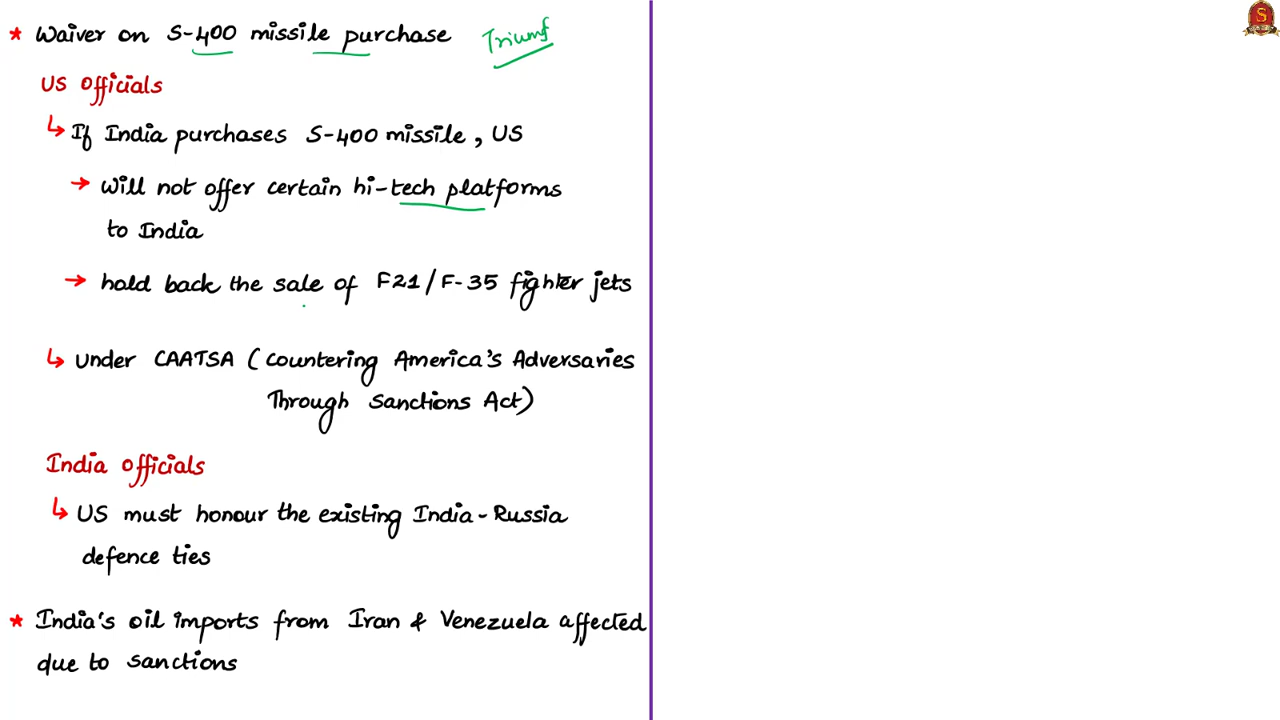 * Waiver on S-400 missile purchase Triumf
US Officials
↳ If India purchases S-400 missile, US
→ will not offer certain hi-tech platforms
to India
→ hold back the sale of F21/F-35 fighter jets
↳ under CAATSA (Countering America's Adversaries
Through Sanctions Act)
India Officials
↳ US must honour the existing India-Russia
defence ties
* India's oil imports from Iran & Venezuela affected
due to sanctions
S